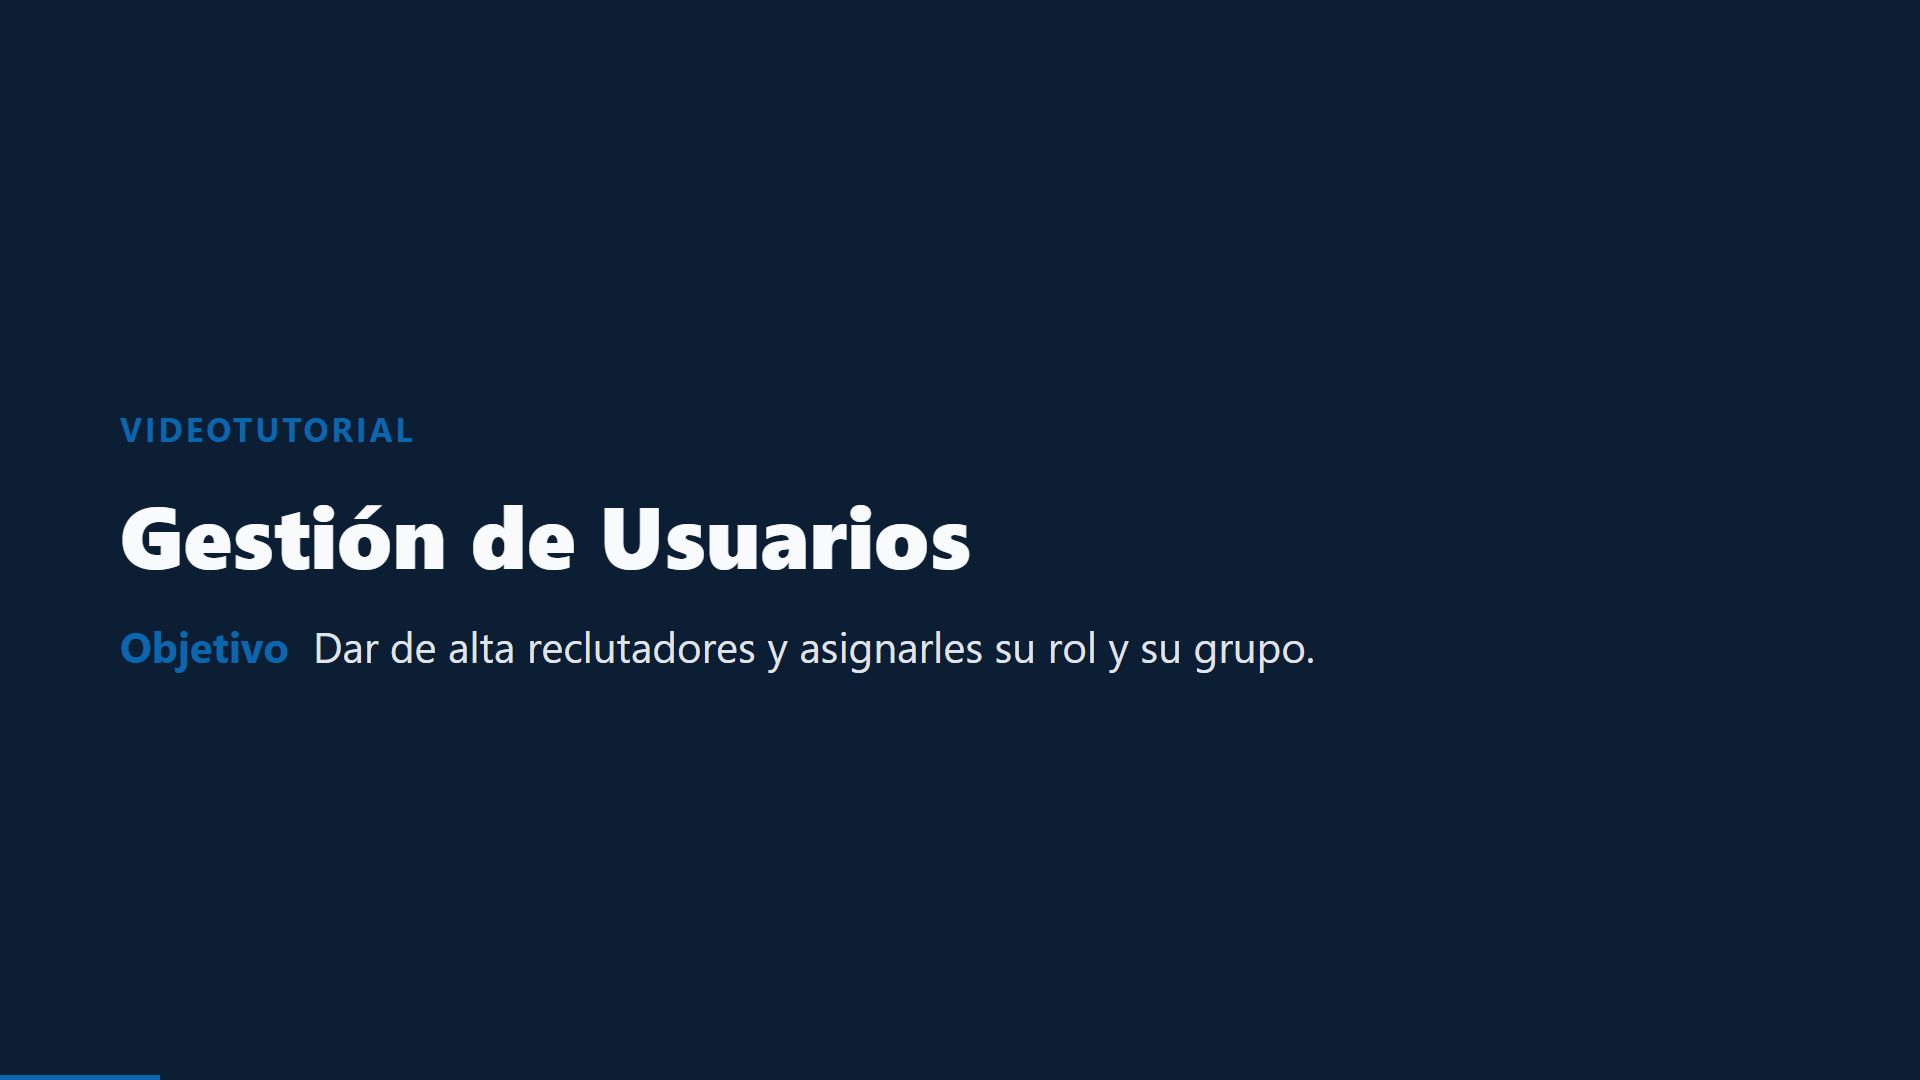 VIDEOTUTORIAL
Gestión de Usuarios
Objetivo Dar de alta reclutadores y asignarles su rol y su grupo.